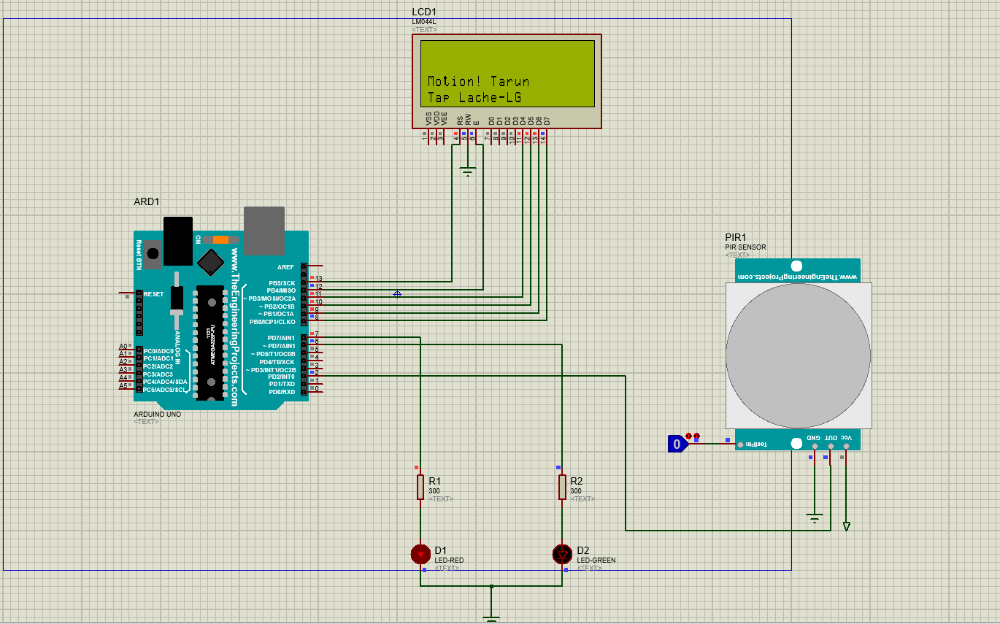 LCD1
LM044L
<TEXT>
Motion! Tarun
Tap Lache-LG
VSS VDD VEE RS RW E D0 D1 D2 D3 D4 D5 D6 D7
1 2 3 4 5 6 7 8 9 10 11 12 13 14
ARD1
Reset BTN
ON
www.TheEngineeringProjects.com
AREF
PB5/SCK 13
PB4/MISO 12
~ PB3/MOSI/OC2A 11
~ PB2/OC1B 10
~ PB1/OC1A 9
PB0/ICP1/CLKO 8
RESET
1121
ATMEGA328P-PU
ANALOG IN
PD7/AIN1 7
~ PD7/AIN1 6
~ PD5/T1/OC0B 5
PD4/T0/XCK 4
~ PD3/INT1/OC2B 3
PD2/INT0 2
PD1/TXD 1
PD0/RXD 0
A0 PC0/ADC0
A1 PC1/ADC1
A2 PC2/ADC2
A3 PC3/ADC3
A4 PC4/ADC4/SDA
A5 PC5/ADC5/SCL
ARDUINO UNO
<TEXT>
PIR1
PIR SENSOR
<TEXT>
www.TheEngineeringProjects.com
0
TestPin
GND OUT Vcc
R1
300
<TEXT>
R2
300
<TEXT>
D1
LED-RED
<TEXT>
D2
LED-GREEN
<TEXT>